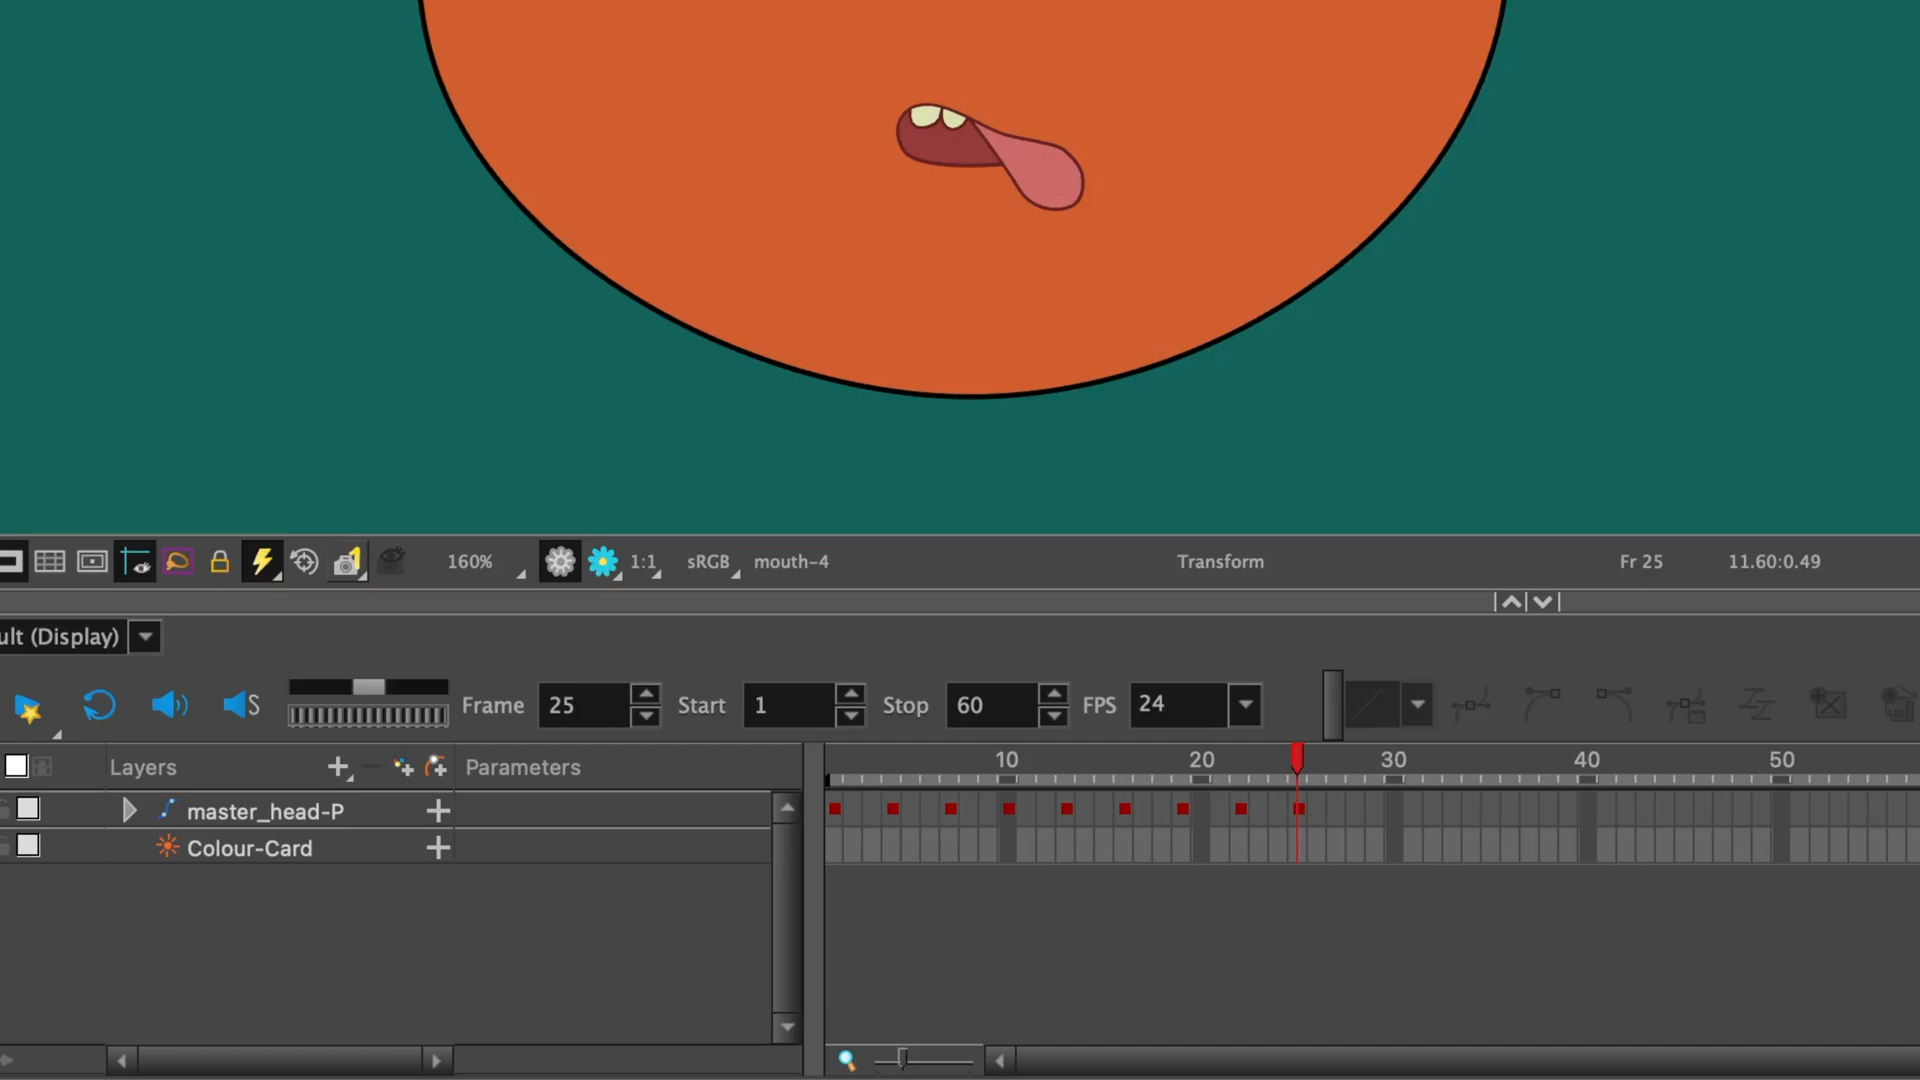 160% 1:1 sRGB mouth-4 Transform Fr 25 11.60:0.49
ult (Display)
S Frame 25 Start 1 Stop 60 FPS 24
Layers Parameters 10 20 30 40 50
master_head-P
Colour-Card